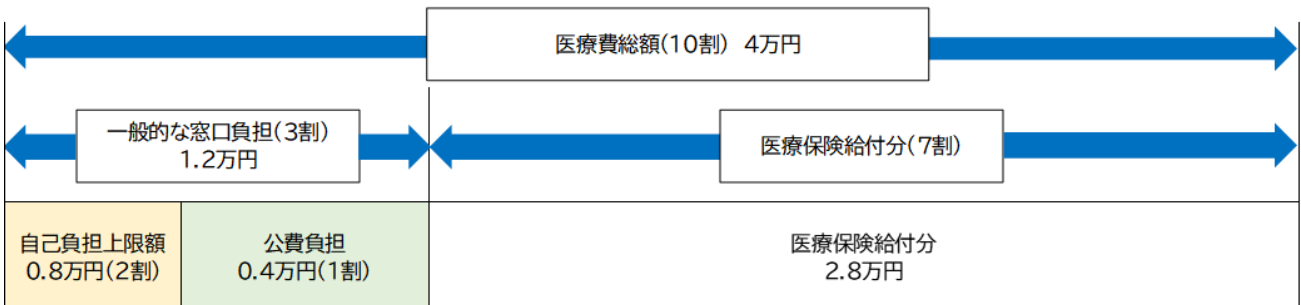 医療費総額(10割) 4万円
一般的な窓口負担(3割)
1.2万円
医療保険給付分(7割)
自己負担上限額
0.8万円(2割)
公費負担
0.4万円(1割)
医療保険給付分
2.8万円